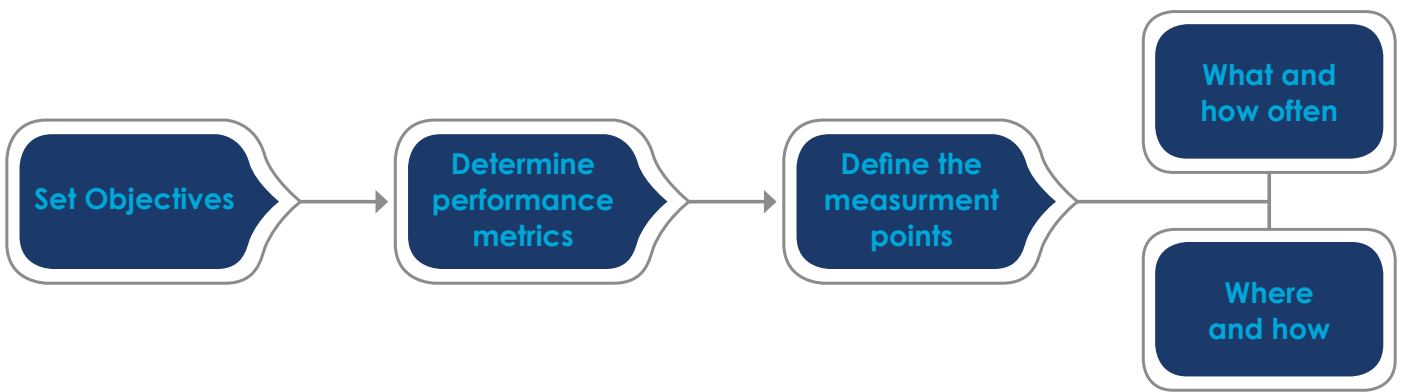 Set Objectives
Determine
performance
metrics
Define the
measurment
points
What and
how often
Where
and how